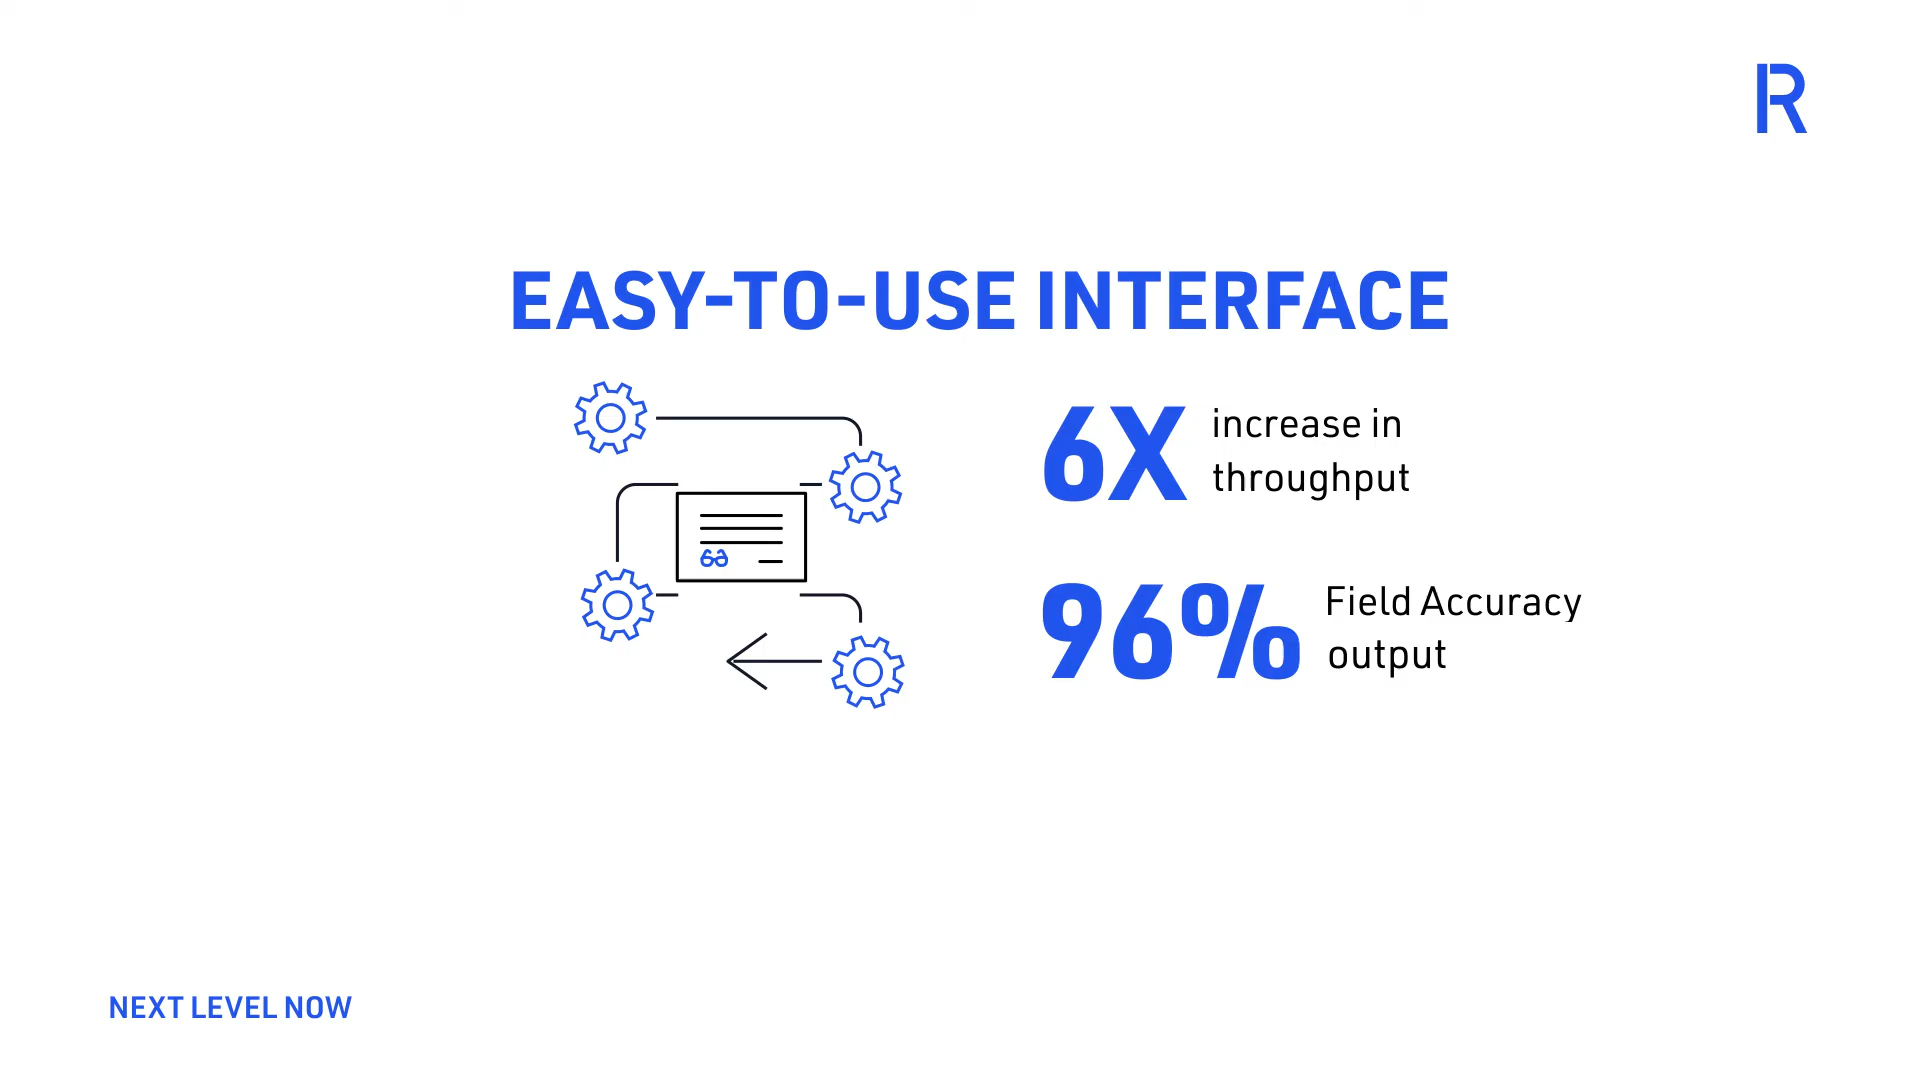 R
EASY-TO-USE INTERFACE
6X
increase in
throughput
96%
Field Accuracy
output
NEXT LEVEL NOW